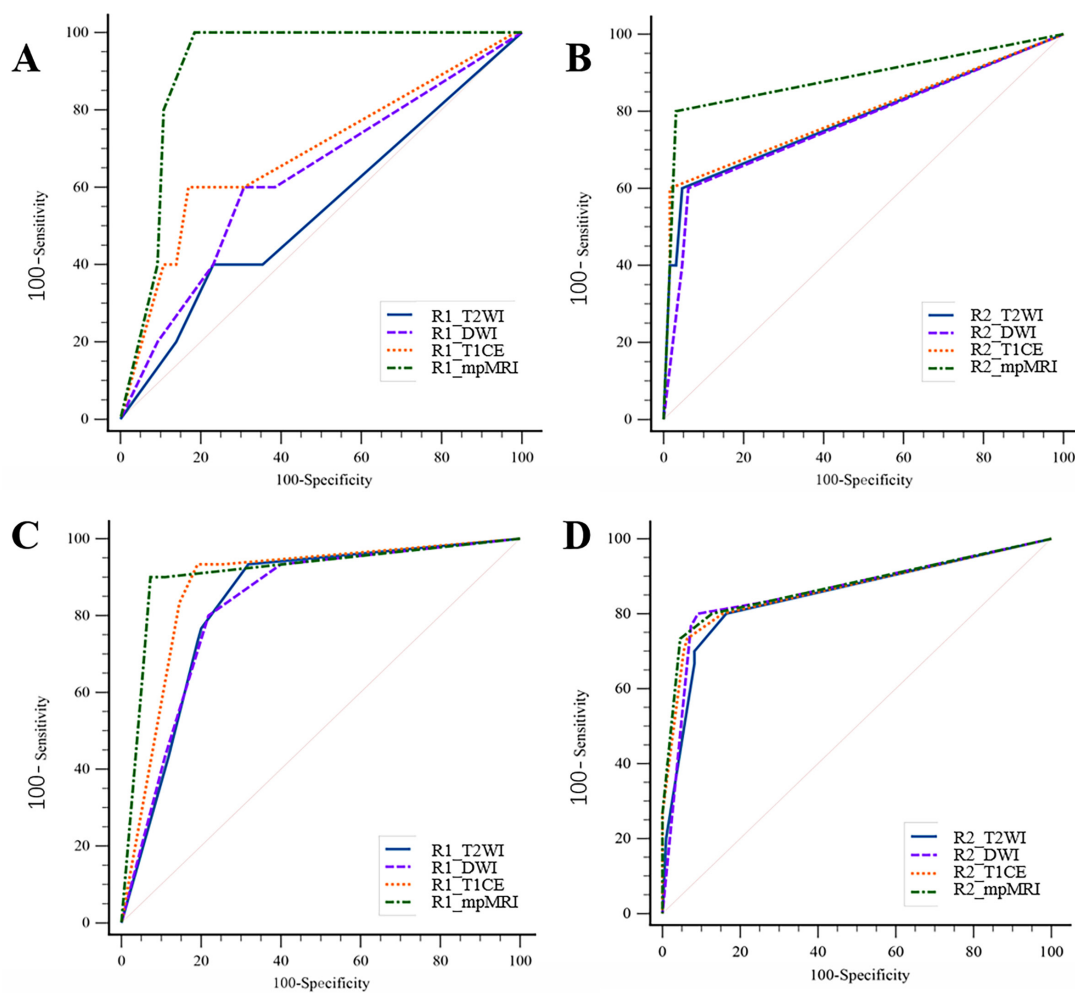 A
100
80
60
40
20
0
100-Sensitivity
0 20 40 60 80 100
100-Specificity
R1_T2WI
R1_DWI
R1_T1CE
R1_mpMRI
B
100
80
60
40
20
0
100-Sensitivity
0 20 40 60 80 100
100-Specificity
R2_T2WI
R2_DWI
R2_T1CE
R2_mpMRI
C
100
80
60
40
20
0
100-Sensitivity
0 20 40 60 80 100
100-Specificity
R1_T2WI
R1_DWI
R1_T1CE
R1_mpMRI
D
100
80
60
40
20
0
100-Sensitivity
0 20 40 60 80 100
100-Specificity
R2_T2WI
R2_DWI
R2_T1CE
R2_mpMRI